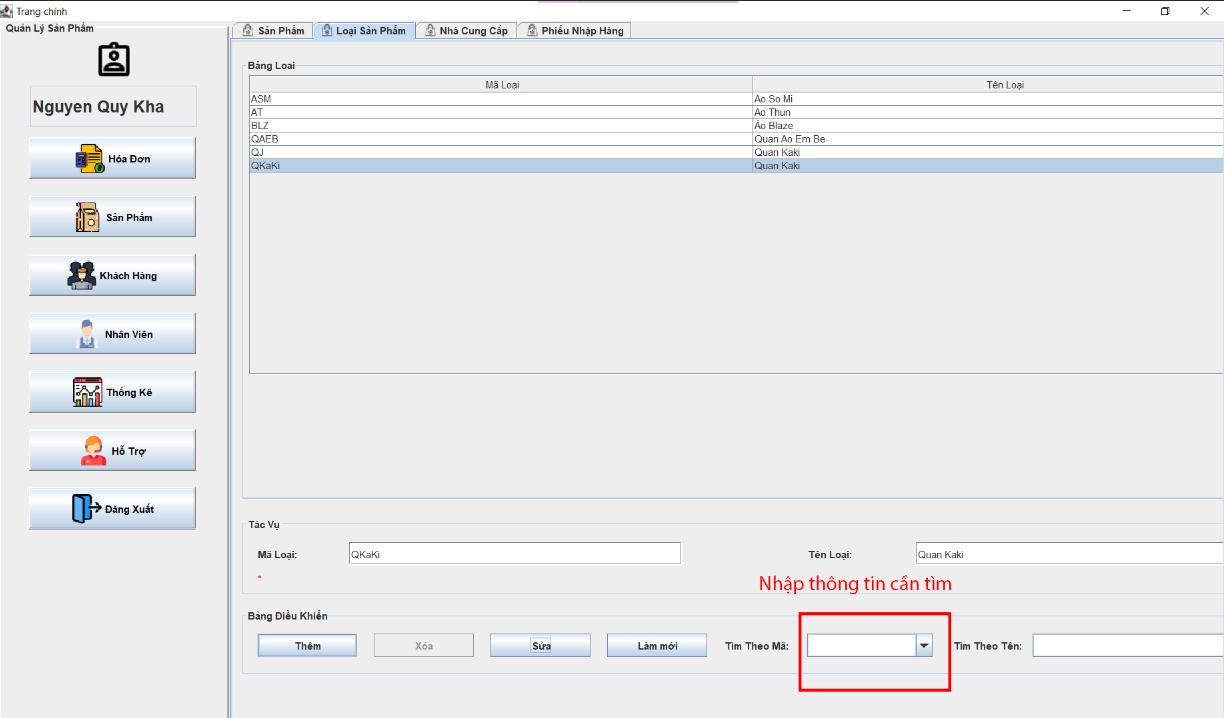 Trang chính
Quản Lý Sản Phẩm
Nguyen Quy Kha
Hóa Đơn
Sản Phẩm
Khách Hàng
Nhân Viên
Thống Kê
Hỗ Trợ
Đăng Xuất
Sản Phẩm
Loại Sản Phẩm
Nhà Cung Cấp
Phiếu Nhập Hàng
Bảng Loai
Mã Loại Tên Loại
ASM Ao So Mi
AT Ao Thun
BLZ Áo Blaze
QAEB Quan Ao Em Be
QJ Quan Kaki
QKaKi Quan Kaki
Tác Vụ
Mã Loại: QKaKi Tên Loại: Quan Kaki
*
Nhập thông tin cần tìm
Bảng Điều Khiển
Thêm Xóa Sửa Làm mới Tìm Theo Mã: Tìm Theo Tên: